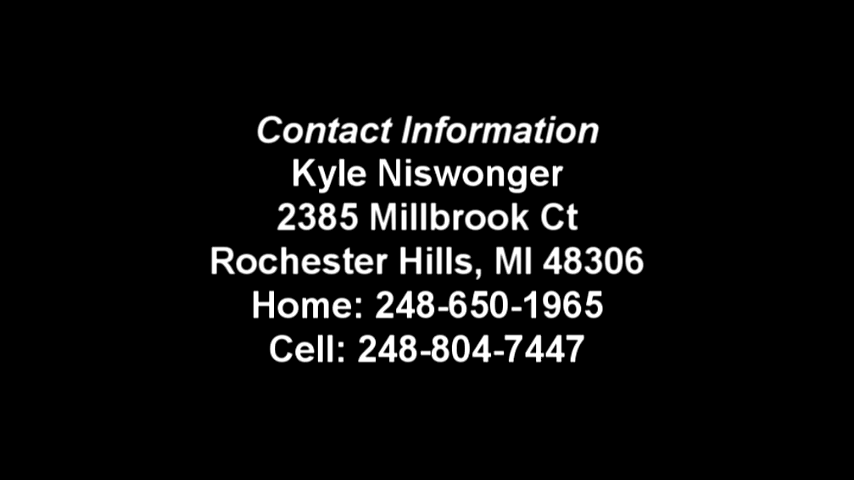 Contact Information
Kyle Niswonger
2385 Millbrook Ct
Rochester Hills, MI 48306
Home: 248-650-1965
Cell: 248-804-7447